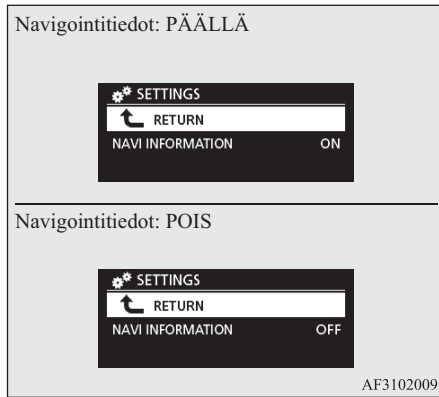 Navigointitiedot: PÄÄLLÄ
SETTINGS
RETURN
NAVI INFORMATION ON
Navigointitiedot: POIS
SETTINGS
RETURN
NAVI INFORMATION OFF
AF3102009